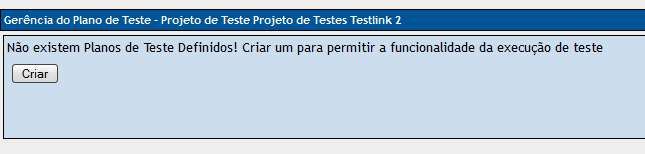 Gerência do Plano de Teste - Projeto de Teste Projeto de Testes Testlink 2
Não existem Planos de Teste Definidos! Criar um para permitir a funcionalidade da execução de teste
Criar